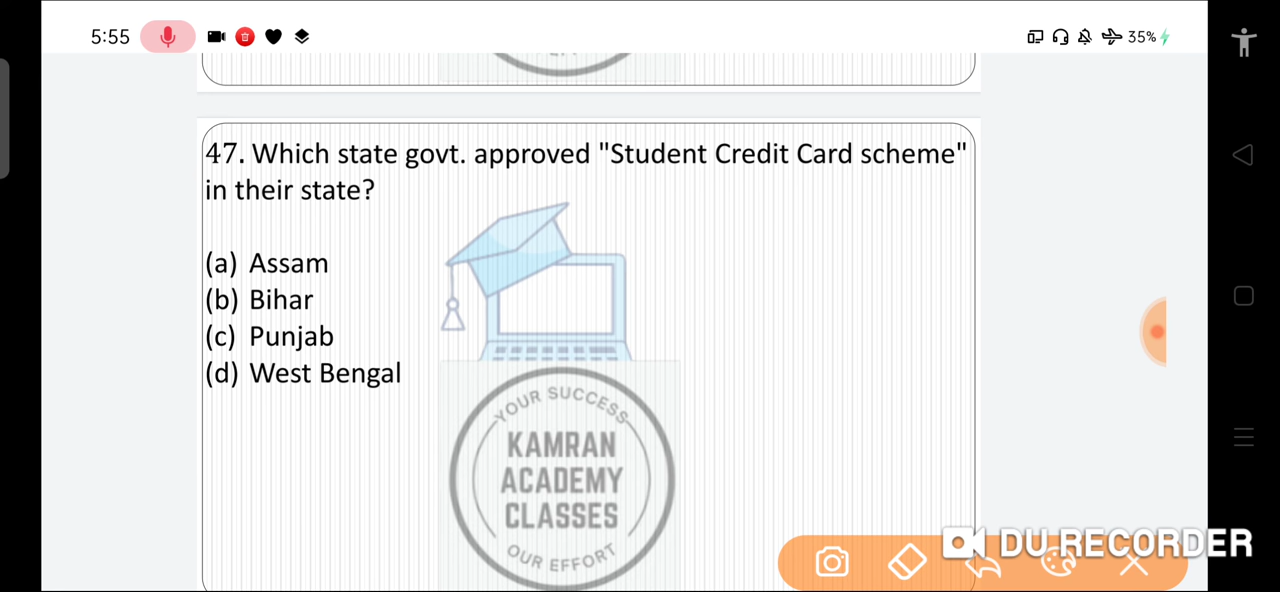 5:55
35%
47. Which state govt. approved "Student Credit Card scheme"
in their state?
(a) Assam
(b) Bihar
(c) Punjab
(d) West Bengal
YOUR SUCCESS
KAMRAN
ACADEMY
CLASSES
OUR EFFORT
DU RECORDER